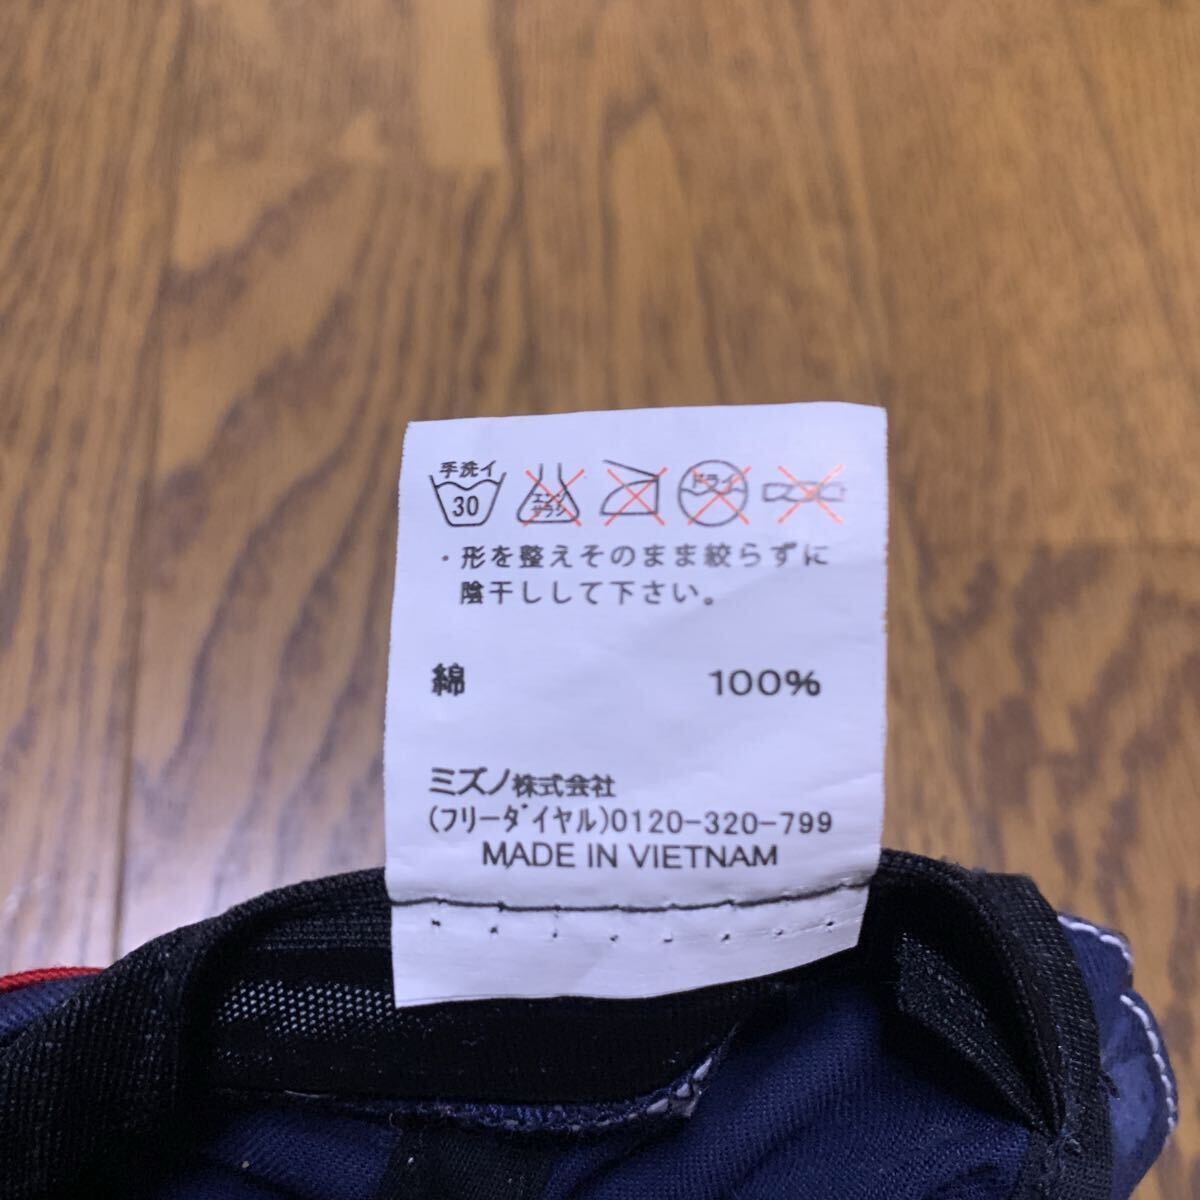 手洗イ
30
エンソ
サラシ
ドライ
・形を整えそのまま絞らずに
陰干しして下さい。
綿 100%
ミズノ株式会社
(フリーダイヤル)0120-320-799
MADE IN VIETNAM